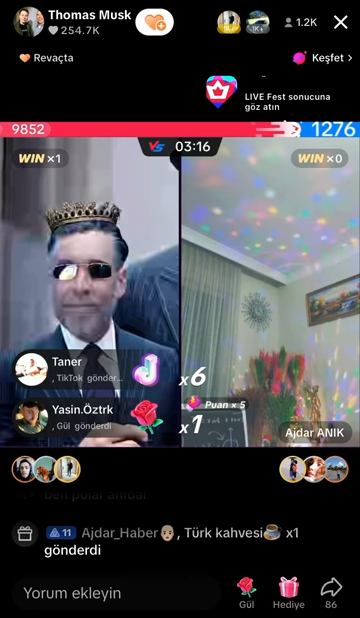 Thomas Musk
254.7K
1K+
1.2K
Revaçta
Keşfet >
LIVE Fest sonucuna
göz atın
9852
1276
WIN ×1
VS
03:16
WIN ×0
Taner
, TikTok gönder...
x6
Yasin.Öztrk
, Gül gönderdi
x1
Puan × 5
Ajdar ANIK
11 Ajdar_Haber, Türk kahvesi x1
gönderdi
Yorum ekleyin
Gül
Hediye
86